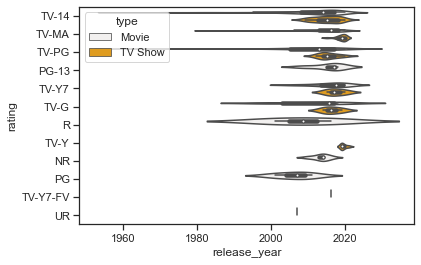 type
Movie
TV Show
TV-14
TV-MA
TV-PG
PG-13
TV-Y7
TV-G
R
TV-Y
NR
PG
TV-Y7-FV
UR
rating
1960 1980 2000 2020
release_year